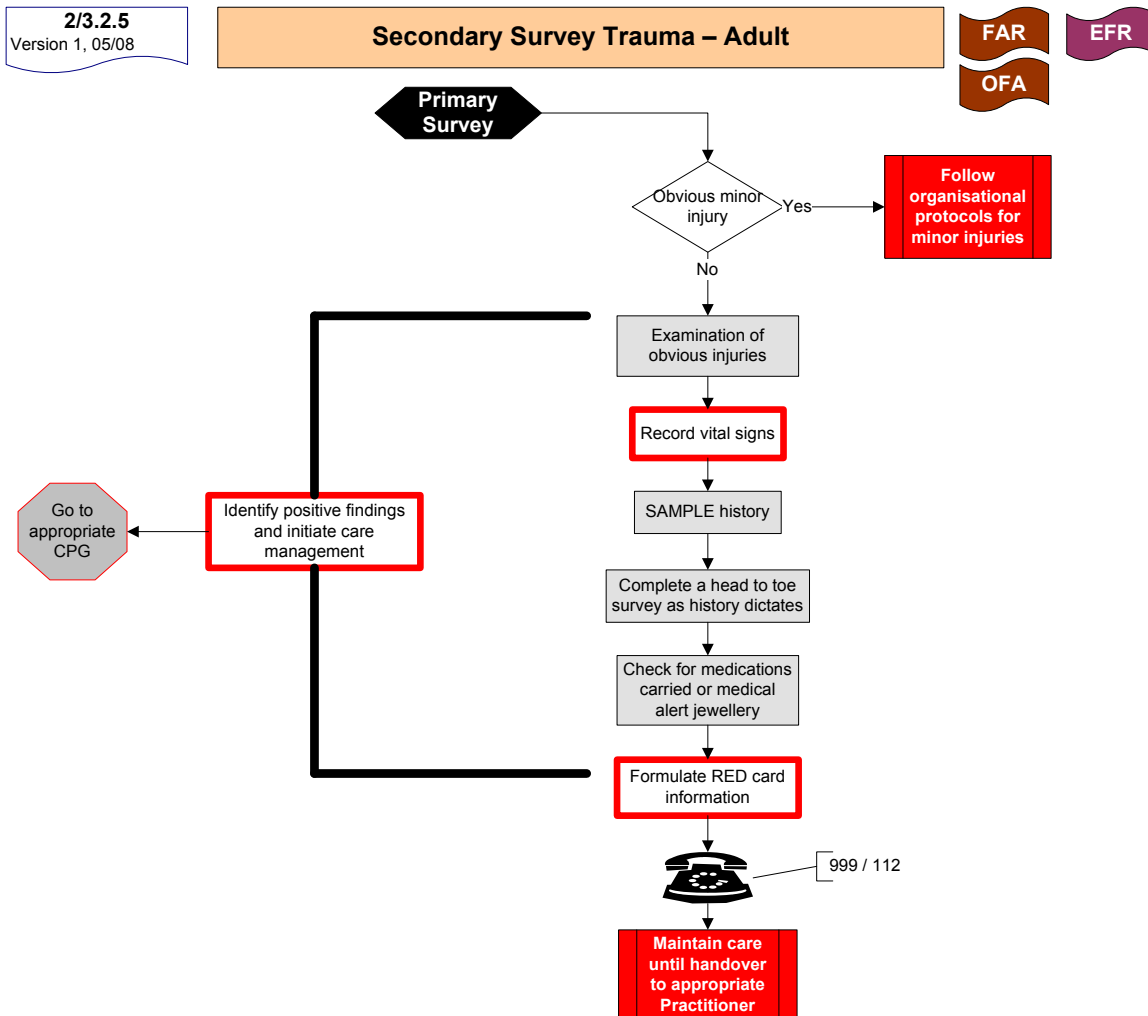 2/3.2.5
Version 1, 05/08
Secondary Survey Trauma – Adult
FAR
EFR
OFA
Primary
Survey
Obvious minor
injury
Yes
Follow
organisational
protocols for
minor injuries
No
Examination of
obvious injuries
Record vital signs
SAMPLE history
Go to
appropriate
CPG
Identify positive findings
and initiate care
management
Complete a head to toe
survey as history dictates
Check for medications
carried or medical
alert jewellery
Formulate RED card
information
999 / 112
Maintain care
until handover
to appropriate
Practitioner